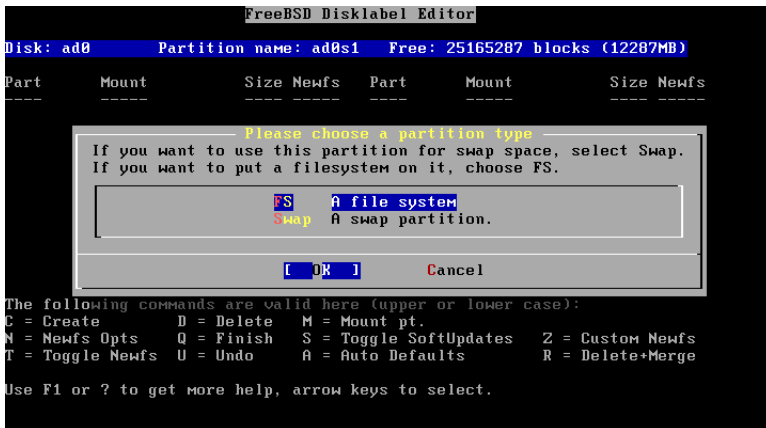 FreeBSD Disklabel Editor
Disk: ad0 Partition name: ad0s1 Free: 25165287 blocks (12287MB)
Part Mount Size Newfs Part Mount Size Newfs
---- ----- ---- ----- ---- ----- ---- -----
Please choose a partition type
If you want to use this partition for swap space, select Swap.
If you want to put a filesystem on it, choose FS.
FS A file system
Swap A swap partition.
[ OK ] Cancel
The following commands are valid here (upper or lower case):
C = Create D = Delete M = Mount pt.
N = Newfs Opts Q = Finish S = Toggle SoftUpdates Z = Custom Newfs
T = Toggle Newfs U = Undo A = Auto Defaults R = Delete+Merge
Use F1 or ? to get more help, arrow keys to select.